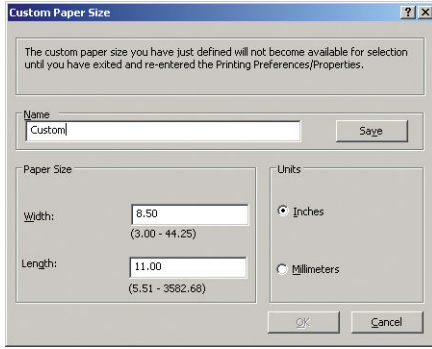 Custom Paper Size
The custom paper size you have just defined will not become available for selection
until you have exited and re-entered the Printing Preferences/Properties.
Name
Custom
Save
Paper Size
Width:
8.50
(3.00 - 44.25)
Length:
11.00
(5.51 - 3582.68)
Units
Inches
Millimeters
OK
Cancel